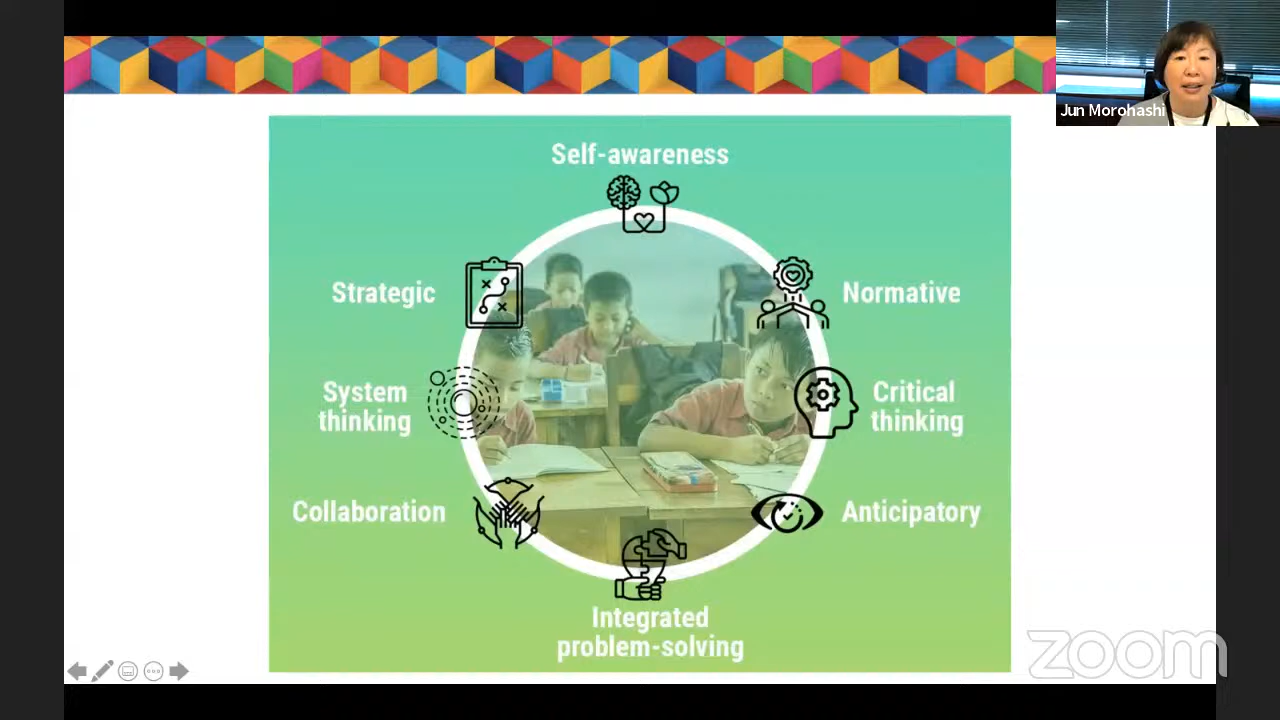 Jun Morohashi
Self-awareness
Strategic
Normative
System
thinking
Critical
thinking
Collaboration
Anticipatory
Integrated
problem-solving
zoom